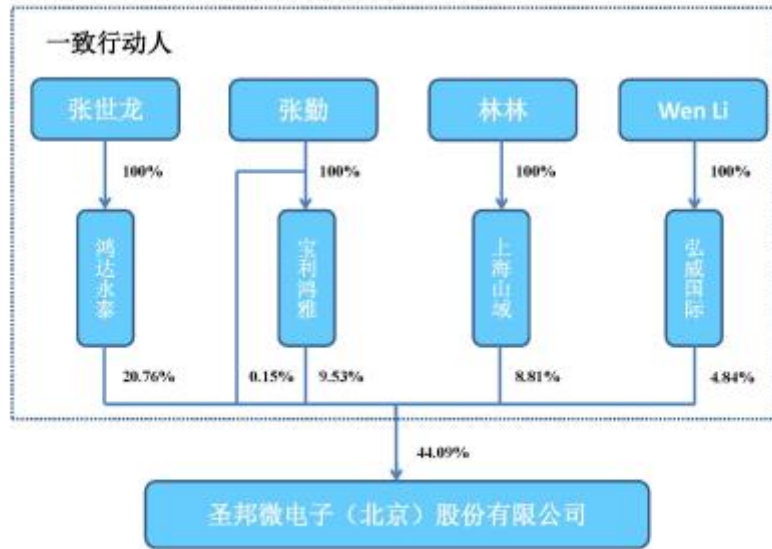 一致行动人
张世龙
张勤
林林
Wen Li
100%
100%
100%
100%
鸿达永泰
宝利鸿雅
上海山域
弘威国际
20.76%
0.15%
9.53%
8.81%
4.84%
44.09%
圣邦微电子（北京）股份有限公司